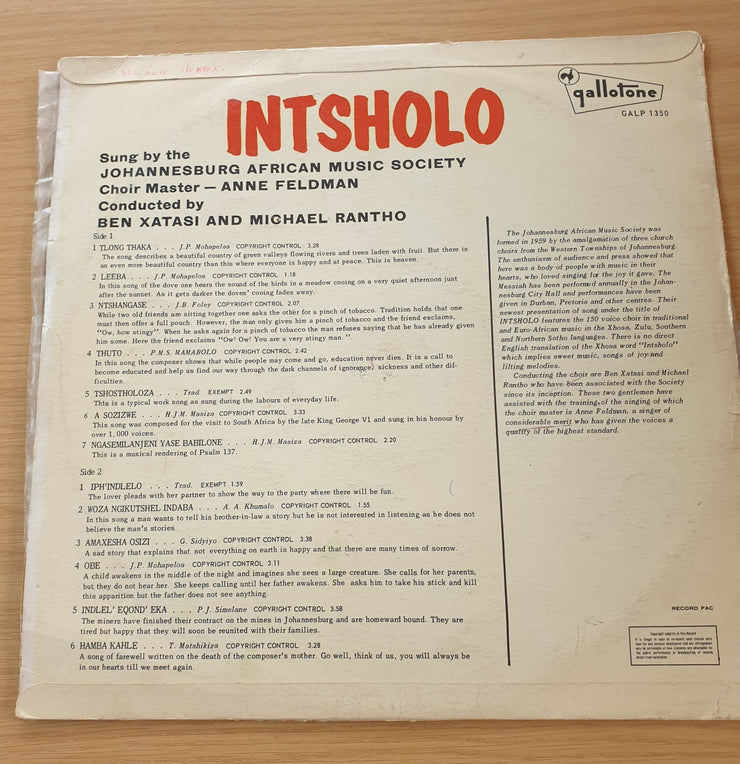 gallotone
GALP 1350
INTSHOLO
Sung by the
JOHANNESBURG AFRICAN MUSIC SOCIETY
Choir Master — ANNE FELDMAN
Conducted by
BEN XATASI AND MICHAEL RANTHO
Side 1
1 TLONG THAKA . . . J.P. Mohapeloa COPYRIGHT CONTROL 3.28
The song describes a beautiful country of green valleys flowing rivers and trees laden with fruit. But there is
an even more beautiful country than this where everyone is happy and at peace. This is heaven.
2 LEEBA . . . J.P. Mohapeloa COPYRIGHT CONTROL 1.18
In this song of the dove one hears the sound of the birds in a meadow cooing on a very quiet afternoon just
after the sunset. As it gets darker the doves' cooing fades away.
3 NTSHANGASE . . . J.B. Foley COPYRIGHT CONTROL 2.07
While two old friends are sitting together one asks the other for a pinch of tobacco. Tradition holds that one
must then offer a full pouch. However, the man only gives him a pinch of tobacco and the friend exclaims,
"Ow, how stingy". When he asks again for a pinch of tobacco the man refuses saying that he has already given
him some. Here the friend exclaims "Ow! Ow! You are a very stingy man. ".
4 THUTO . . . P.M.S. MAMABOLO COPYRIGHT CONTROL 2.42
In this song the composer shows that while people may come and go, education never dies. It is a call to
become educated and help us find our way through the dark channels of ignorance, sickness and other dif-
ficulties.
5 TSHOSTHOLOZA . . . Trad. EXEMPT 2.49
This is a typical work song as sung during the labours of everyday life.
6 A SOZIZWE . . . H.J.M. Masiza COPYRIGHT CONTROL 3.33
This song was composed for the visit to South Africa by the late King George VI and sung in his honour by
over 1,000 voices.
7 NGASEMILANJENI YASE BABILONE . . . H.J.M. Masiza COPYRIGHT CONTROL 2.20
This is a musical rendering of Psalm 137.
Side 2
1 IPH'INDLELO . . . Trad. EXEMPT 1.59
The lover pleads with her partner to show the way to the party where there will be fun.
2 WOZA NGIKUTSHEL INDABA . . . A. A. Khumalo COPYRIGHT CONTROL 1.55
In this song a man wants to tell his brother-in-law a story but he is not interested in listening as he does not
believe the man's stories.
3 AMAXESHA OSIZI . . . G. Sidyiyo COPYRIGHT CONTROL 3.38
A sad story that explains that not everything on earth is happy and that there are many times of sorrow.
4 OBE . . . J.P. Mohapeloa COPYRIGHT CONTROL 3.11
A child awakens in the middle of the night and imagines she sees a large creature. She calls for her parents,
but they do not hear her. She keeps calling until her father awakens. She asks him to take his stick and kill
this apparition but the father does not see anything.
5 INDLEL' EQOND' EKA . . . P.J. Simelane COPYRIGHT CONTROL 3.58
The miners have finished their contract on the mines in Johannesburg and are homeward bound. They are
tired but happy that they will soon be reunited with their families.
6 HAMBA KAHLE . . . T. Matshikiza COPYRIGHT CONTROL 3.28
A song of farewell written on the death of the composer's mother. Go well, think of us, you will always be
in our hearts till we meet again.
The Johannesburg African Music Society was
formed in 1959 by the amalgamation of three church
choirs from the Western Townships of Johannesburg.
The enthusiasm of audience and press showed that
here was a body of people with music in their
hearts, who loved singing for the joy it gave. The
Messiah has been performed annually in the Johan-
nesburg City Hall and performances have been
given in Durban, Pretoria and other centres. Their
newest presentation of song under the title of
INTSHOLO features the 150 voice choir in traditional
and Euro-African music in the Xhosa, Zulu, Southern
and Northern Sotho languages. There is no direct
English translation of the Xhosa word "Intsholo"
which implies sweet music, songs of joy and
lilting melodies.
Conducting the choir are Ben Xatasi and Michael
Rantho who have been associated with the Society
since its inception. These two gentlemen have
assisted with the training, the singing of which
the choir master is Anne Feldman, a singer of
considerable merit who has given the voices a
quality of the highest standard.
RECORD PAC
Copyright subsists in this Record